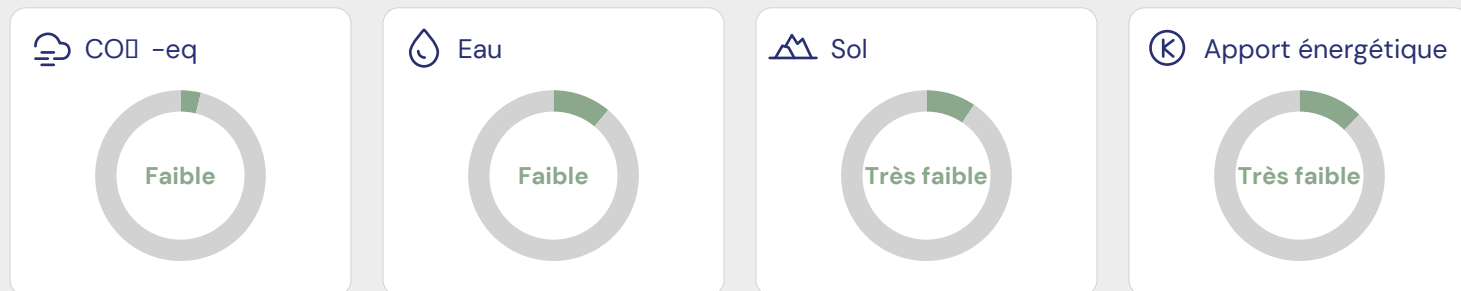 CO▯ -eq
Eau
Sol
Apport énergétique
Faible
Faible
Très faible
Très faible